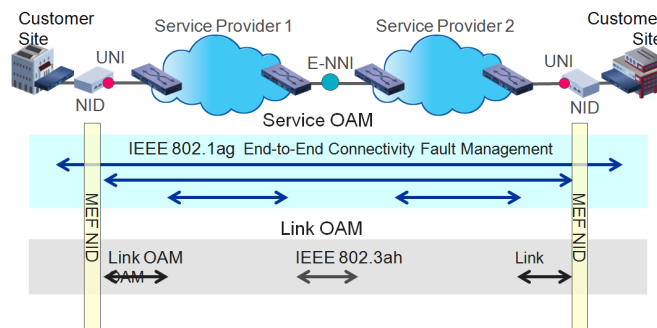 Customer
Site
Service Provider 1
Service Provider 2
Customer
Site
UNI
E-NNI
UNI
NID
NID
Service OAM
IEEE 802.1ag End-to-End Connectivity Fault Management
MEF NID
MEF NID
Link OAM
Link OAM
OAM
IEEE 802.3ah
Link